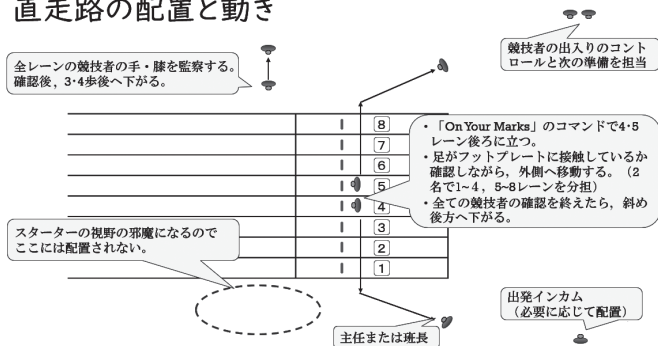 直走路の配置と動き
競技者の出入りのコント
ロールと次の準備を担当
全レーンの競技者の手・膝を監察する。
確認後，3・4歩後へ下がる。
8
7
6
5
4
3
2
1
・「On Your Marks」のコマンドで4・5
レーン後ろに立つ。
・足がフットプレートに接触しているか
確認しながら，外側へ移動する。（2
名で1~4，5~8レーンを分担）
・全ての競技者の確認を終えたら，斜め
後方へ下がる。
スターターの視野の邪魔になるので
ここには配置されない。
出発インカム
（必要に応じて配置）
主任または班長